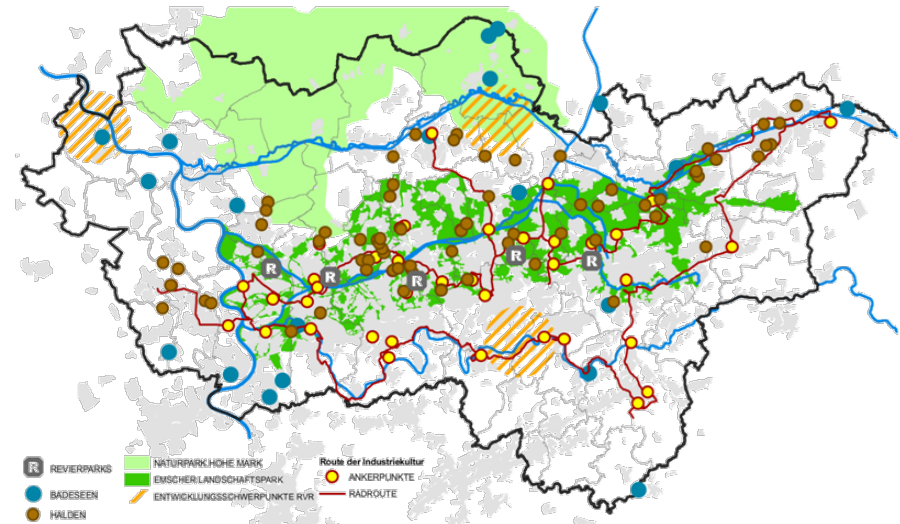 R
R
R
R
R
R REVIERPARKS
BADESEEN
HALDEN
NATURPARK HOHE MARK
EMSCHER LANDSCHAFTSPARK
ENTWICKLUNGSSCHWERPUNKTE RVR
Route der Industriekultur
ANKERPUNKTE
RADROUTE